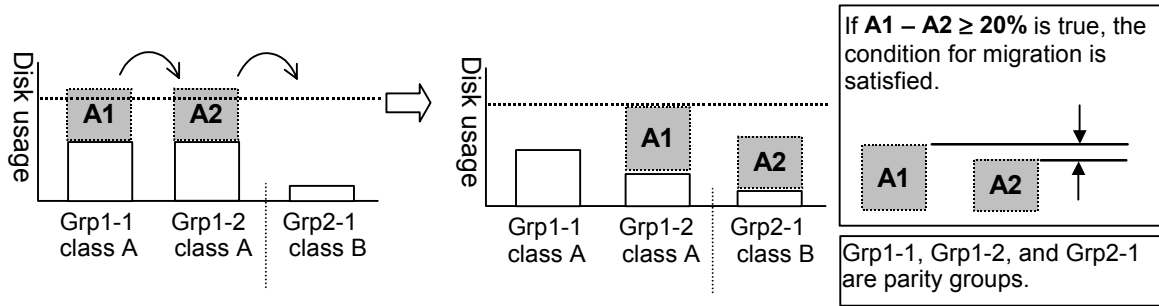 Disk usage
A1
A2
Grp1-1
class A
Grp1-2
class A
Grp2-1
class B
Disk usage
A1
A2
Grp1-1
class A
Grp1-2
class A
Grp2-1
class B
If A1 – A2 ≥ 20% is true, the
condition for migration is
satisfied.
A1
A2
Grp1-1, Grp1-2, and Grp2-1
are parity groups.